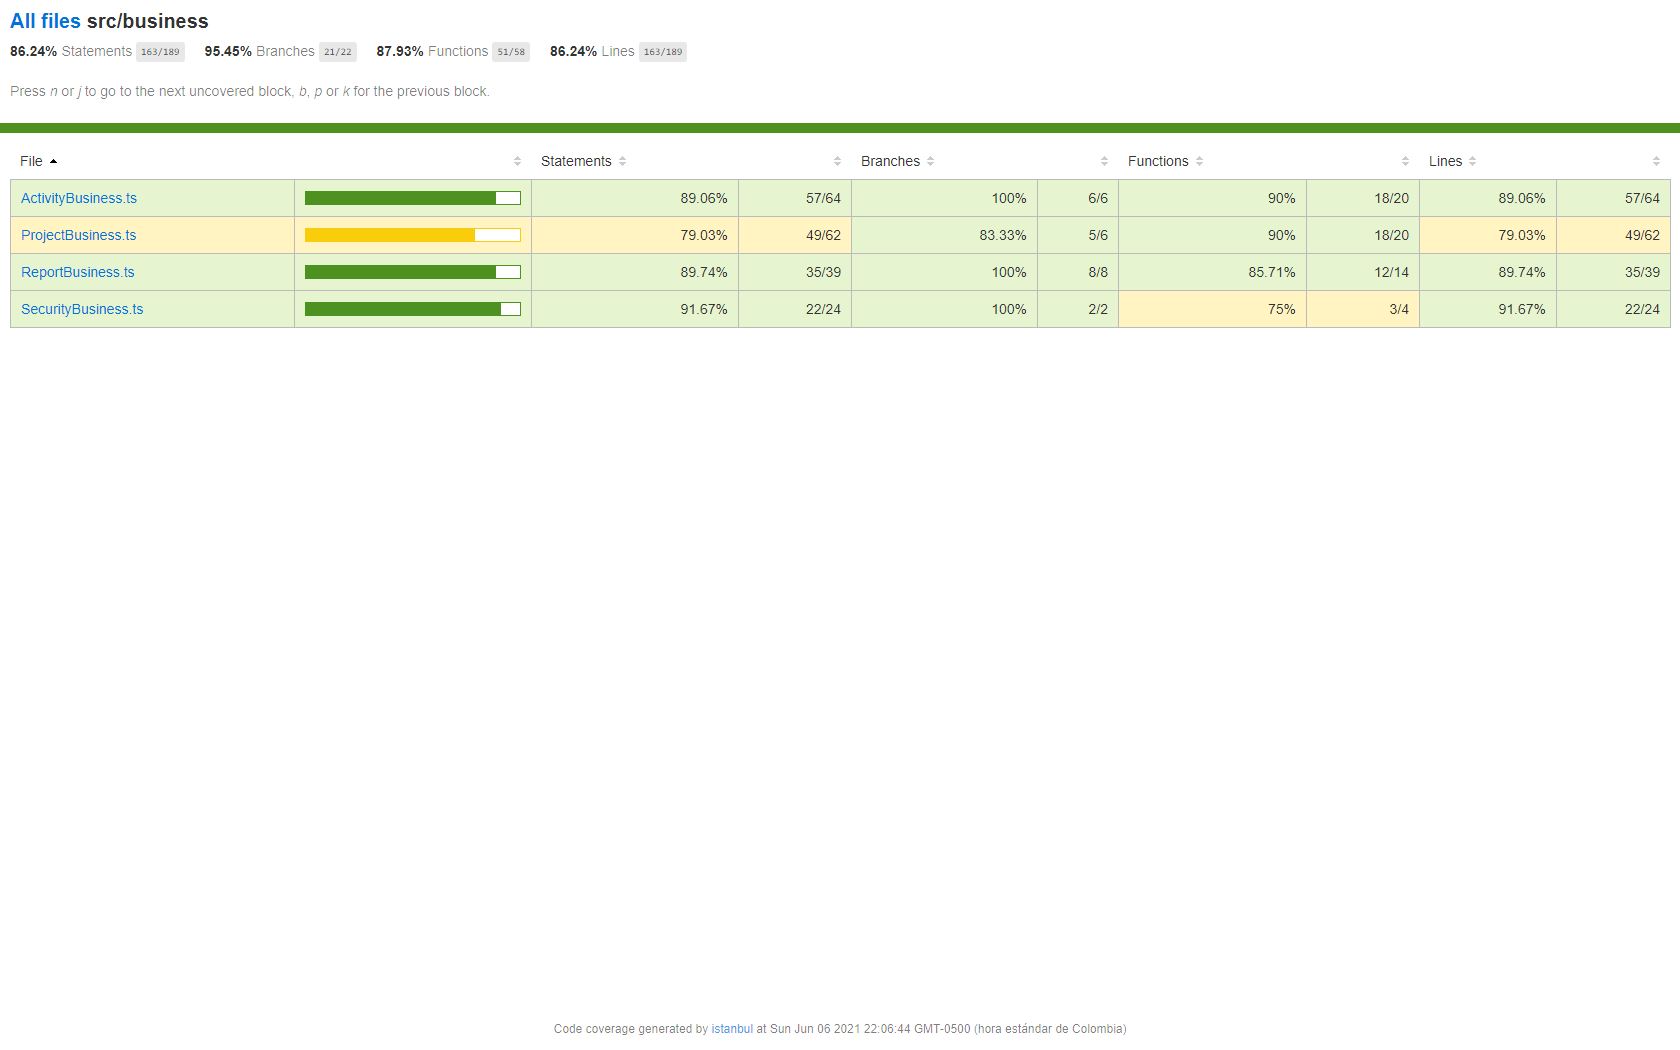 All files src/business
86.24% Statements 163/189 95.45% Branches 21/22 87.93% Functions 51/58 86.24% Lines 163/189
Press n or j to go to the next uncovered block, b, p or k for the previous block.
File Statements Branches Functions Lines
ActivityBusiness.ts 89.06% 57/64 100% 6/6 90% 18/20 89.06% 57/64
ProjectBusiness.ts 79.03% 49/62 83.33% 5/6 90% 18/20 79.03% 49/62
ReportBusiness.ts 89.74% 35/39 100% 8/8 85.71% 12/14 89.74% 35/39
SecurityBusiness.ts 91.67% 22/24 100% 2/2 75% 3/4 91.67% 22/24
Code coverage generated by istanbul at Sun Jun 06 2021 22:06:44 GMT-0500 (hora estándar de Colombia)